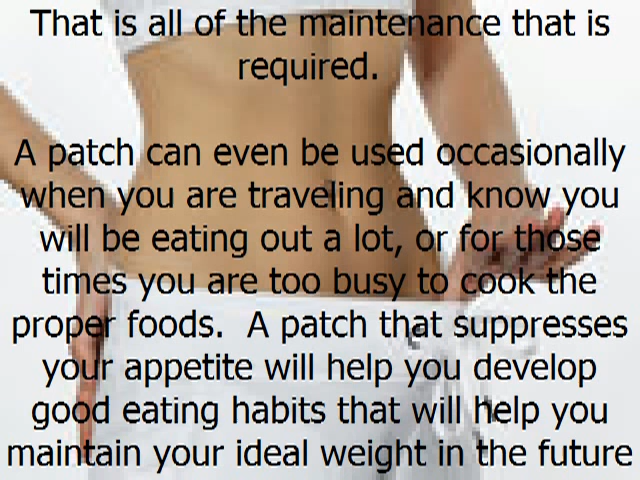 That is all of the maintenance that is
required.
A patch can even be used occasionally
when you are traveling and know you
will be eating out a lot, or for those
times you are too busy to cook the
proper foods.  A patch that suppresses
your appetite will help you develop
good eating habits that will help you
maintain your ideal weight in the future